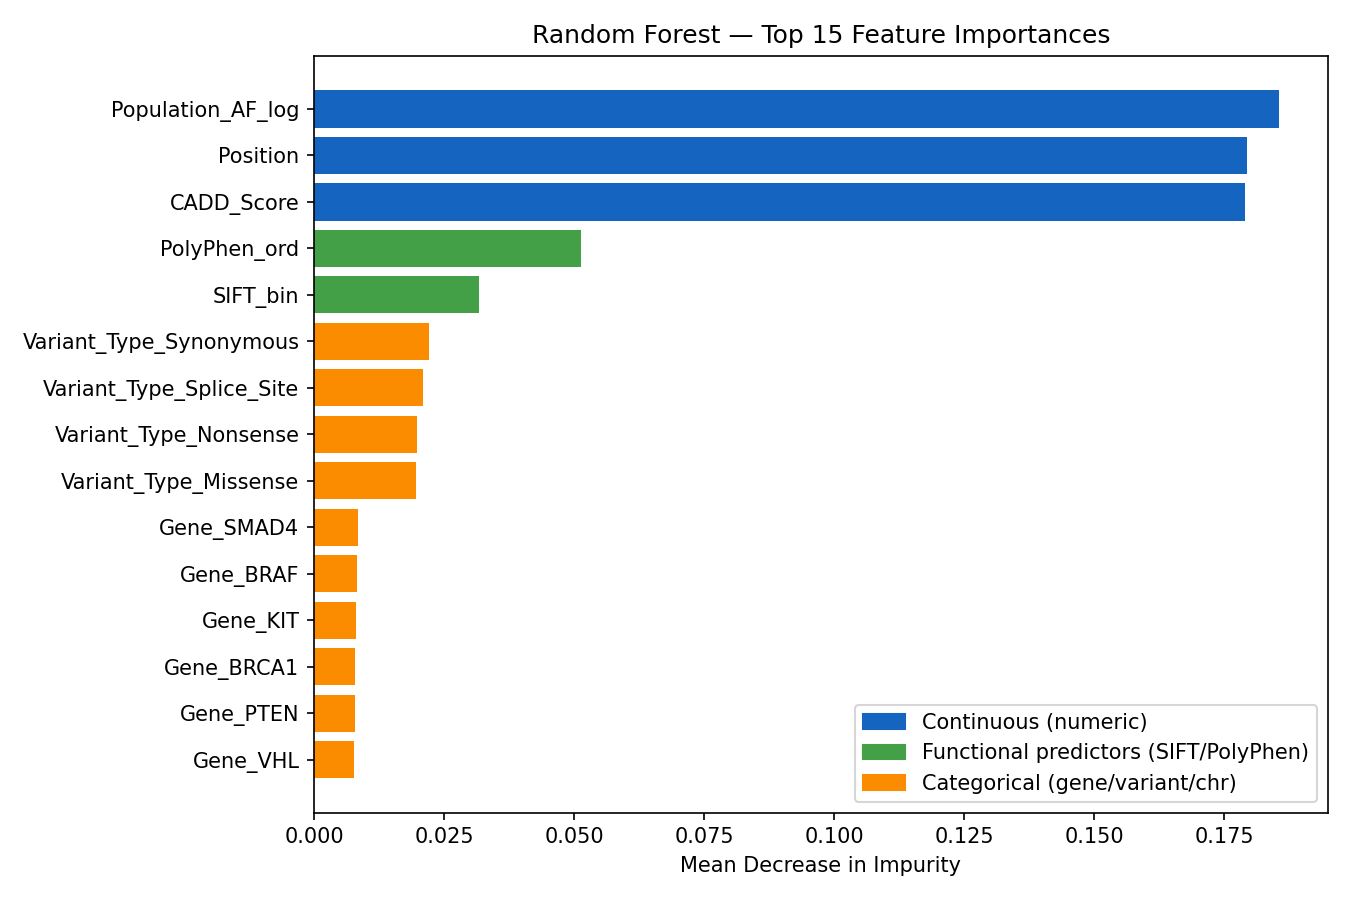 Random Forest — Top 15 Feature Importances
Population_AF_log
Position
CADD_Score
PolyPhen_ord
SIFT_bin
Variant_Type_Synonymous
Variant_Type_Splice_Site
Variant_Type_Nonsense
Variant_Type_Missense
Gene_SMAD4
Gene_BRAF
Gene_KIT
Gene_BRCA1
Gene_PTEN
Gene_VHL
Continuous (numeric)
Functional predictors (SIFT/PolyPhen)
Categorical (gene/variant/chr)
0.000 0.025 0.050 0.075 0.100 0.125 0.150 0.175
Mean Decrease in Impurity